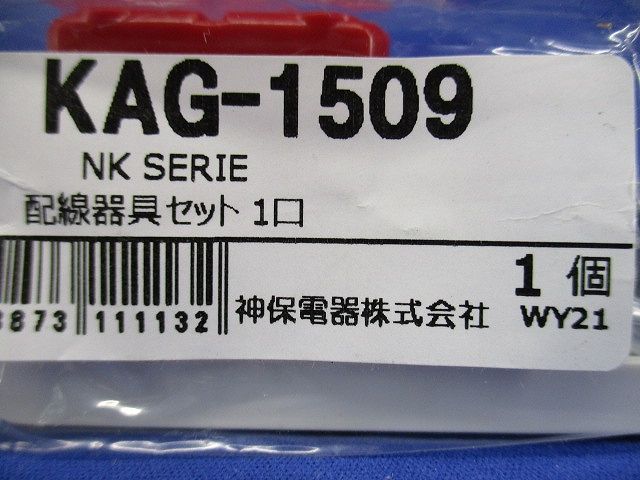 KAG-1509
NK SERIE
配線器具セット 1口
1 個
873 111132 神保電器株式会社 WY21